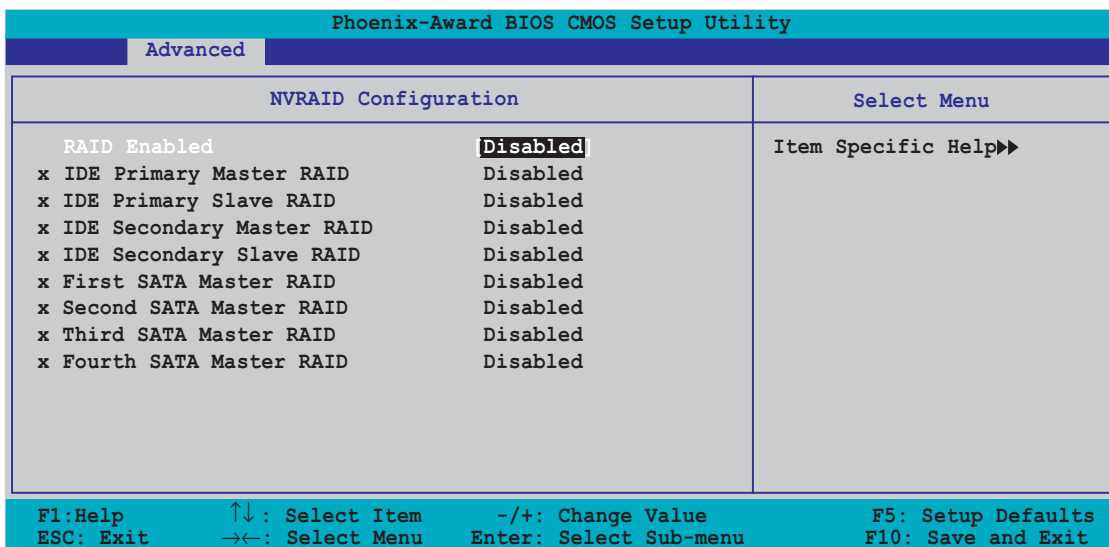 Phoenix-Award BIOS CMOS Setup Utility
Advanced
NVRAID Configuration
Select Menu
RAID Enabled [Disabled]
Item Specific Help▶▶
x IDE Primary Master RAID Disabled
x IDE Primary Slave RAID Disabled
x IDE Secondary Master RAID Disabled
x IDE Secondary Slave RAID Disabled
x First SATA Master RAID Disabled
x Second SATA Master RAID Disabled
x Third SATA Master RAID Disabled
x Fourth SATA Master RAID Disabled
F1:Help ↑↓: Select Item -/+: Change Value F5: Setup Defaults
ESC: Exit →←: Select Menu Enter: Select Sub-menu F10: Save and Exit